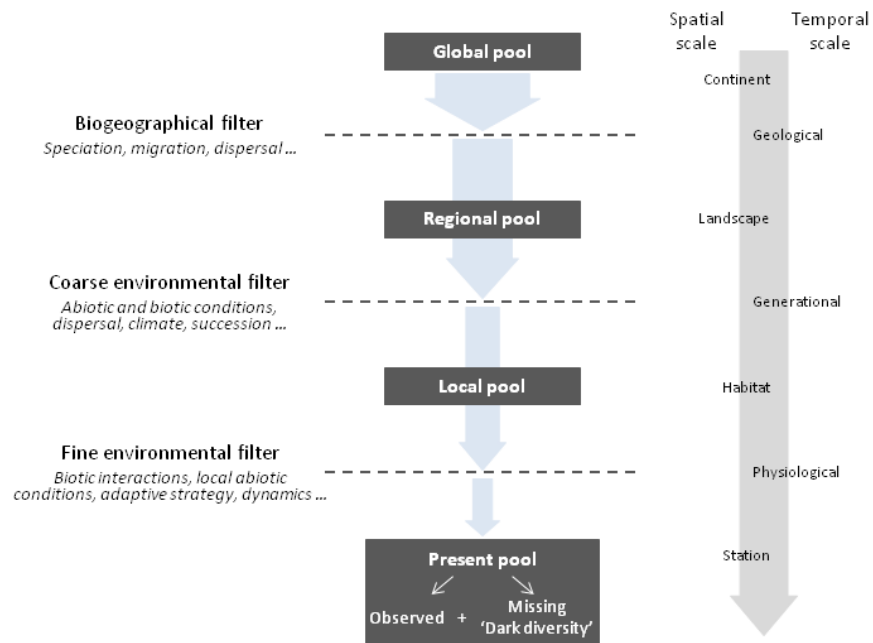 Spatial scale
Temporal scale
Global pool
Continent
Biogeographical filter
Speciation, migration, dispersal ...
Geological
Regional pool
Landscape
Coarse environmental filter
Abiotic and biotic conditions,
dispersal, climate, succession ...
Generational
Local pool
Habitat
Fine environmental filter
Biotic interactions, local abiotic
conditions, adaptive strategy, dynamics ...
Physiological
Present pool
Station
Observed + Missing
'Dark diversity'